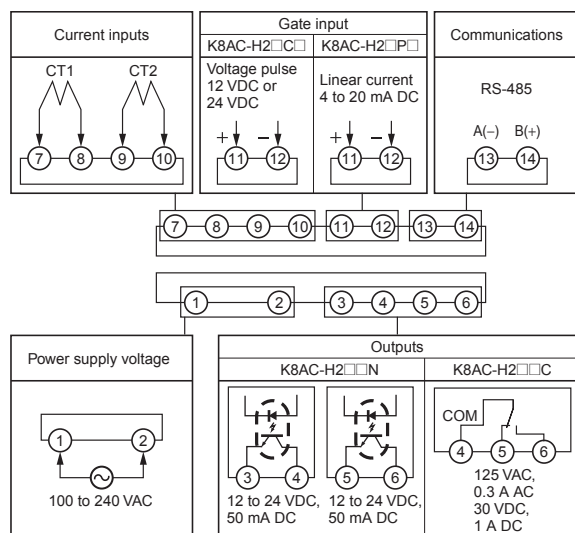 Current inputs
CT1 CT2
7 8 9 10
Gate input
K8AC-H2□C□
Voltage pulse
12 VDC or
24 VDC
+ −
11 12
K8AC-H2□P□
Linear current
4 to 20 mA DC
+ −
11 12
Communications
RS-485
A(-) B(+)
13 14
7 8 9 10 11 12 13 14
1 2 3 4 5 6
Power supply voltage
1 2
100 to 240 VAC
Outputs
K8AC-H2□□N
3 4
12 to 24 VDC,
50 mA DC
5 6
12 to 24 VDC,
50 mA DC
K8AC-H2□□C
COM
4 5 6
125 VAC,
0.3 A AC
30 VDC,
1 A DC